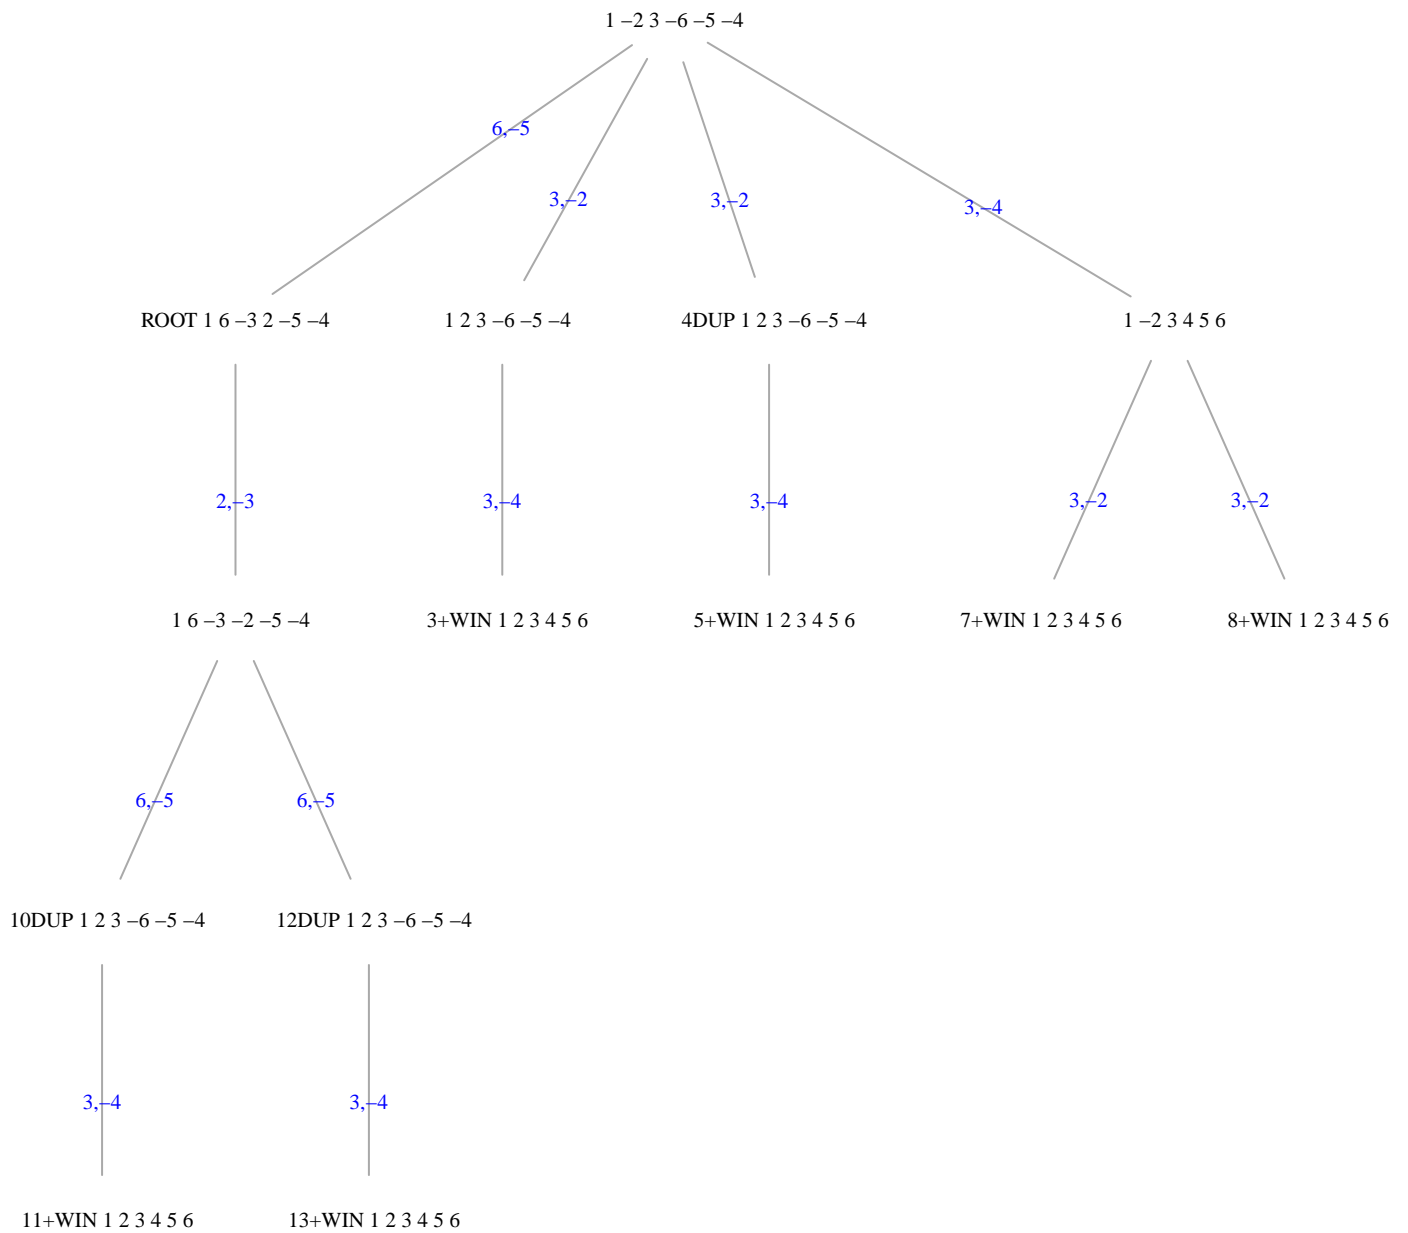 1 –2 3 –6 –5 –4
6,–5
3,–2
3,–2
3,–4
ROOT 1 6 –3 2 –5 –4
1 2 3 –6 –5 –4
4DUP 1 2 3 –6 –5 –4
1 –2 3 4 5 6
2,–3
3,–4
3,–4
3,–2
3,–2
1 6 –3 –2 –5 –4
3+WIN 1 2 3 4 5 6
5+WIN 1 2 3 4 5 6
7+WIN 1 2 3 4 5 6
8+WIN 1 2 3 4 5 6
6,–5
6,–5
10DUP 1 2 3 –6 –5 –4
12DUP 1 2 3 –6 –5 –4
3,–4
3,–4
11+WIN 1 2 3 4 5 6
13+WIN 1 2 3 4 5 6